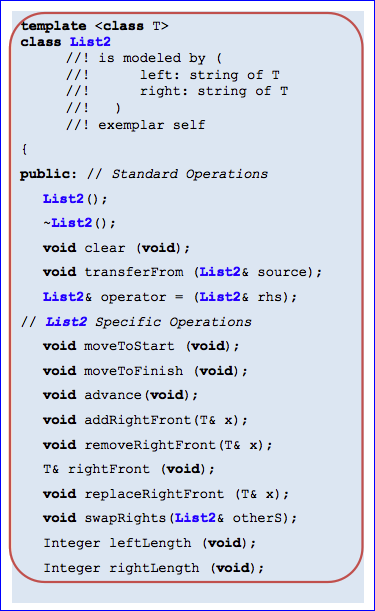 template <class T>
class List2
//! is modeled by (
//! left: string of T
//! right: string of T
//! )
//! exemplar self
{
public: // Standard Operations
List2();
~List2();
void clear (void);
void transferFrom (List2& source);
List2& operator = (List2& rhs);
// List2 Specific Operations
void moveToStart (void);
void moveToFinish (void);
void advance(void);
void addRightFront(T& x);
void removeRightFront(T& x);
T& rightFront (void);
void replaceRightFront (T& x);
void swapRights(List2& otherS);
Integer leftLength (void);
Integer rightLength (void);